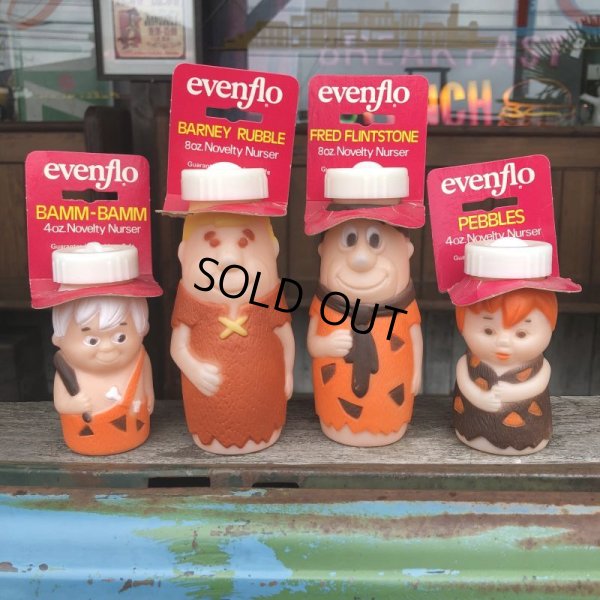 BREAKFAST
evenflo
BARNEY RUBBLE
8oz. Novelty Nurser
evenflo
FRED FLINTSTONE
8oz. Novelty Nurser
evenflo
BAMM-BAMM
4oz. Novelty Nurser
evenflo
PEBBLES
4oz. Novelty Nurser
SOLD OUT